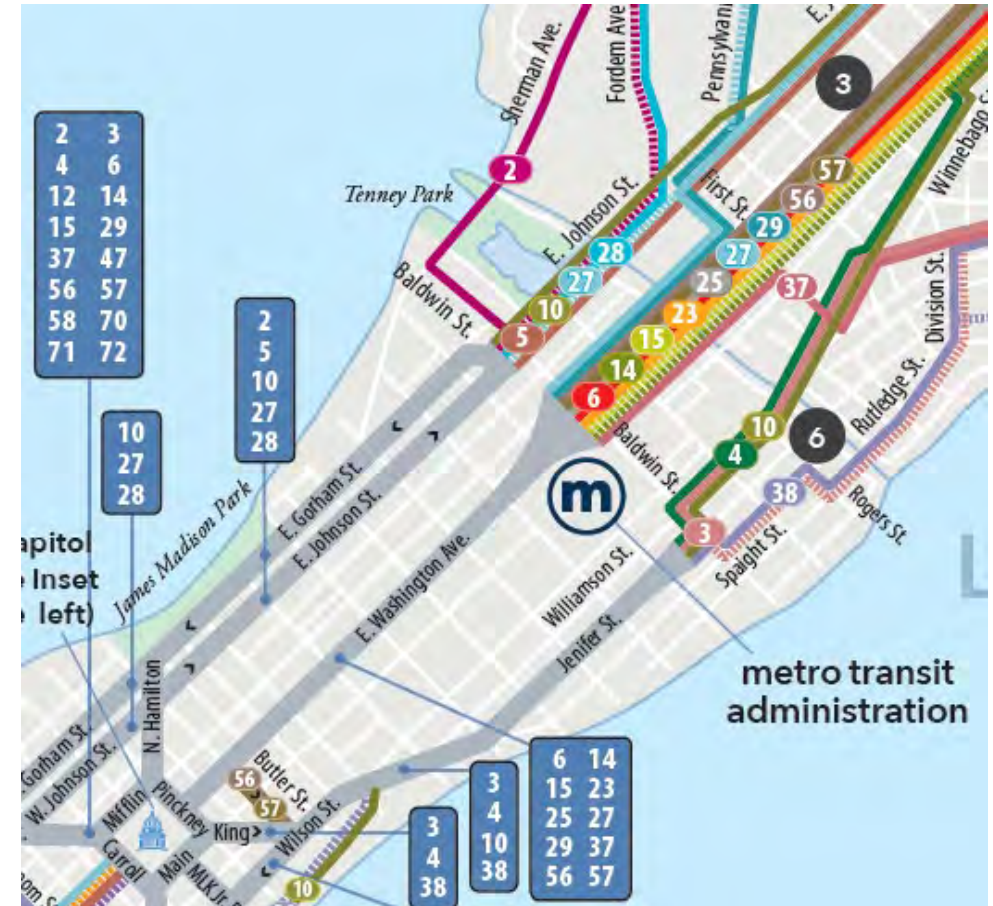 Sherman Ave.
Fordem Ave
Pennsylvani
3
2
Tenney Park
First St.
Winnebago S
57
56
29
27
25
23
15
14
6
E. Johnson St.
28
27
10
5
Baldwin St.
37
Division St.
Rutledge St.
Rogers St.
10
4
6
38
3
Baldwin St.
Spaight St.
Williamson St.
Jenifer St.
m
metro transit
administration
2 3
4 6
12 14
15 29
37 47
56 57
58 70
71 72
2
5
10
27
28
10
27
28
James Madison Park
E. Gorham St.
E. Johnson St.
E. Washington Ave.
apitol
e Inset
e left)
N. Hamilton
Gorham St.
W. Johnson St.
Mifflin
Pinckney
Carroll
Main
MLK Jr.
King
56
57
Butler St.
Wilson St.
10
3
4
38
3
4
10
38
6 14
15 23
25 27
29 37
56 57